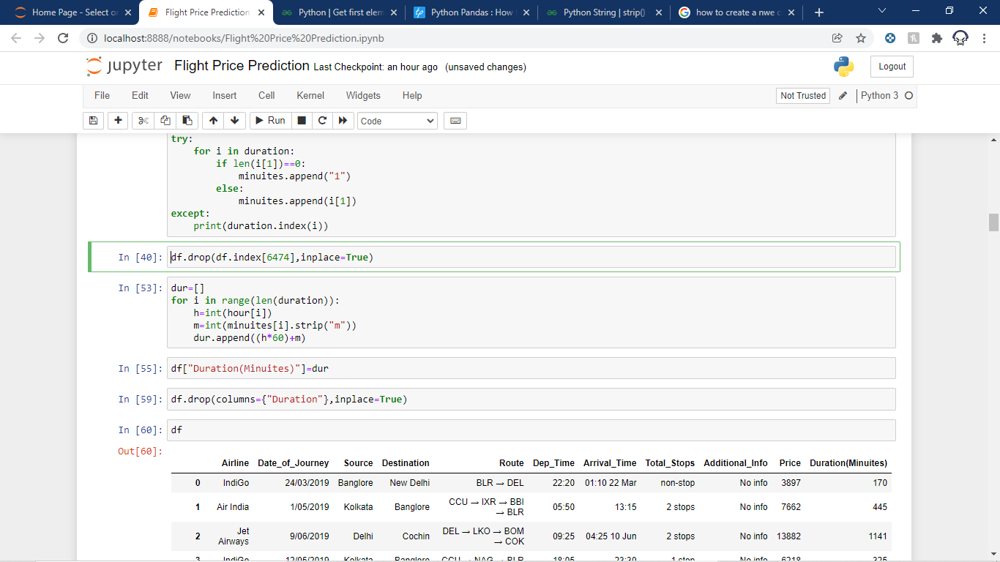 Home Page - Select or
Flight Price Prediction
Python | Get first elem
Python Pandas : How
Python String | strip()
how to create a nwe c
localhost:8888/notebooks/Flight%20Price%20Prediction.ipynb
jupyter Flight Price Prediction Last Checkpoint: an hour ago (unsaved changes)
Logout
File Edit View Insert Cell Kernel Widgets Help
Not Trusted
Python 3
Run
Code
try:
    for i in duration:
        if len(i[1])==0:
            minuites.append("1")
        else:
            minuites.append(i[1])
except:
    print(duration.index(i))
In [40]: df.drop(df.index[6474],inplace=True)
In [53]: dur=[]
for i in range(len(duration)):
    h=int(hour[i])
    m=int(minuites[i].strip("m"))
    dur.append((h*60)+m)
In [55]: df["Duration(Minuites)"]=dur
In [59]: df.drop(columns={"Duration"},inplace=True)
In [60]: df
Out[60]:
Airline Date_of_Journey Source Destination Route Dep_Time Arrival_Time Total_Stops Additional_Info Price Duration(Minuites)
0 IndiGo 24/03/2019 Banglore New Delhi BLR → DEL 22:20 01:10 22 Mar non-stop No info 3897 170
1 Air India 1/05/2019 Kolkata Banglore CCU → IXR → BBI → BLR 05:50 13:15 2 stops No info 7662 445
2 Jet Airways 9/06/2019 Delhi Cochin DEL → LKO → BOM → COK 09:25 04:25 10 Jun 2 stops No info 13882 1141
3 IndiGo 12/05/2019 Kolkata Banglore CCU → NAG → BLR 18:05 23:30 1 stop No info 6218 325